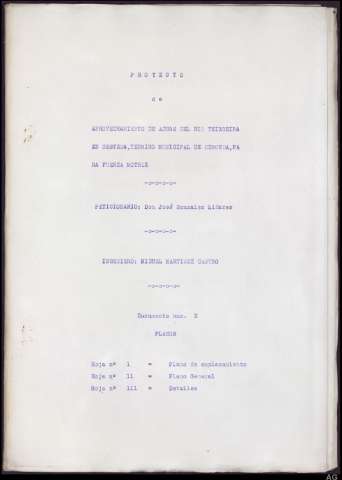 PROYECTO
de
APROVECHAMIENTO DE AGUAS DEL RIO TEIXEIRA
EN TERMINO MUNICIPAL DE PA
RA FUERZA MOTRIZ
-o-o-o-o-
PETICIONARIO: Don José Gonzalez Lidares
-o-o-o-o-
INGENIERO: MIGUEL MARTINEZ CASTRO
-o-o-o-o-
Documento num. 2
PLANOS
Hoja nº I = Plano de emplazamiento
Hoja nº II = Plano General
Hoja nº III = Detalles
AG